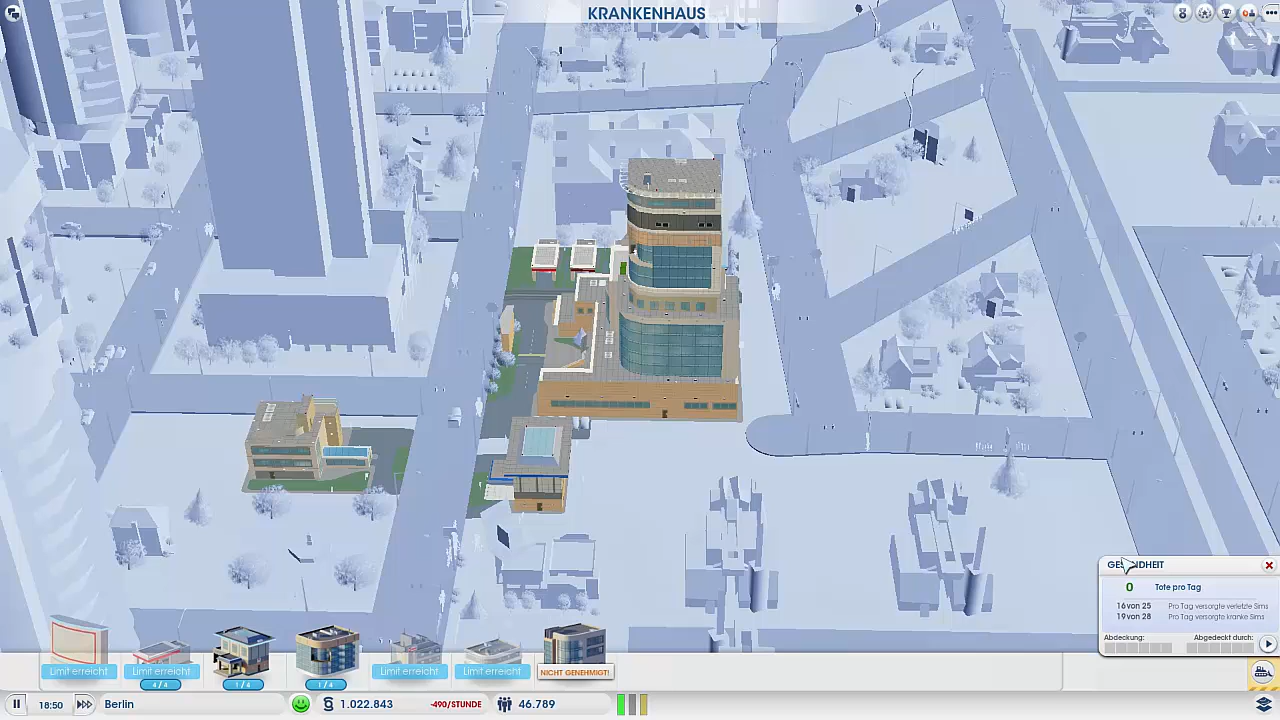 KRANKENHAUS
GESUNDHEIT
0 Tote pro Tag
16 von 25 Pro Tag versorgte verletzte Sims
19 von 28 Pro Tag versorgte kranke Sims
Abdeckung: Abgedeckt durch:
Limit erreicht
Limit erreicht
Limit erreicht
Limit erreicht
NICHT GENEHMIGT!
4 / 4
1 / 4
1 / 4
18:50
Berlin
1.022.843
-490/STUNDE
46.789